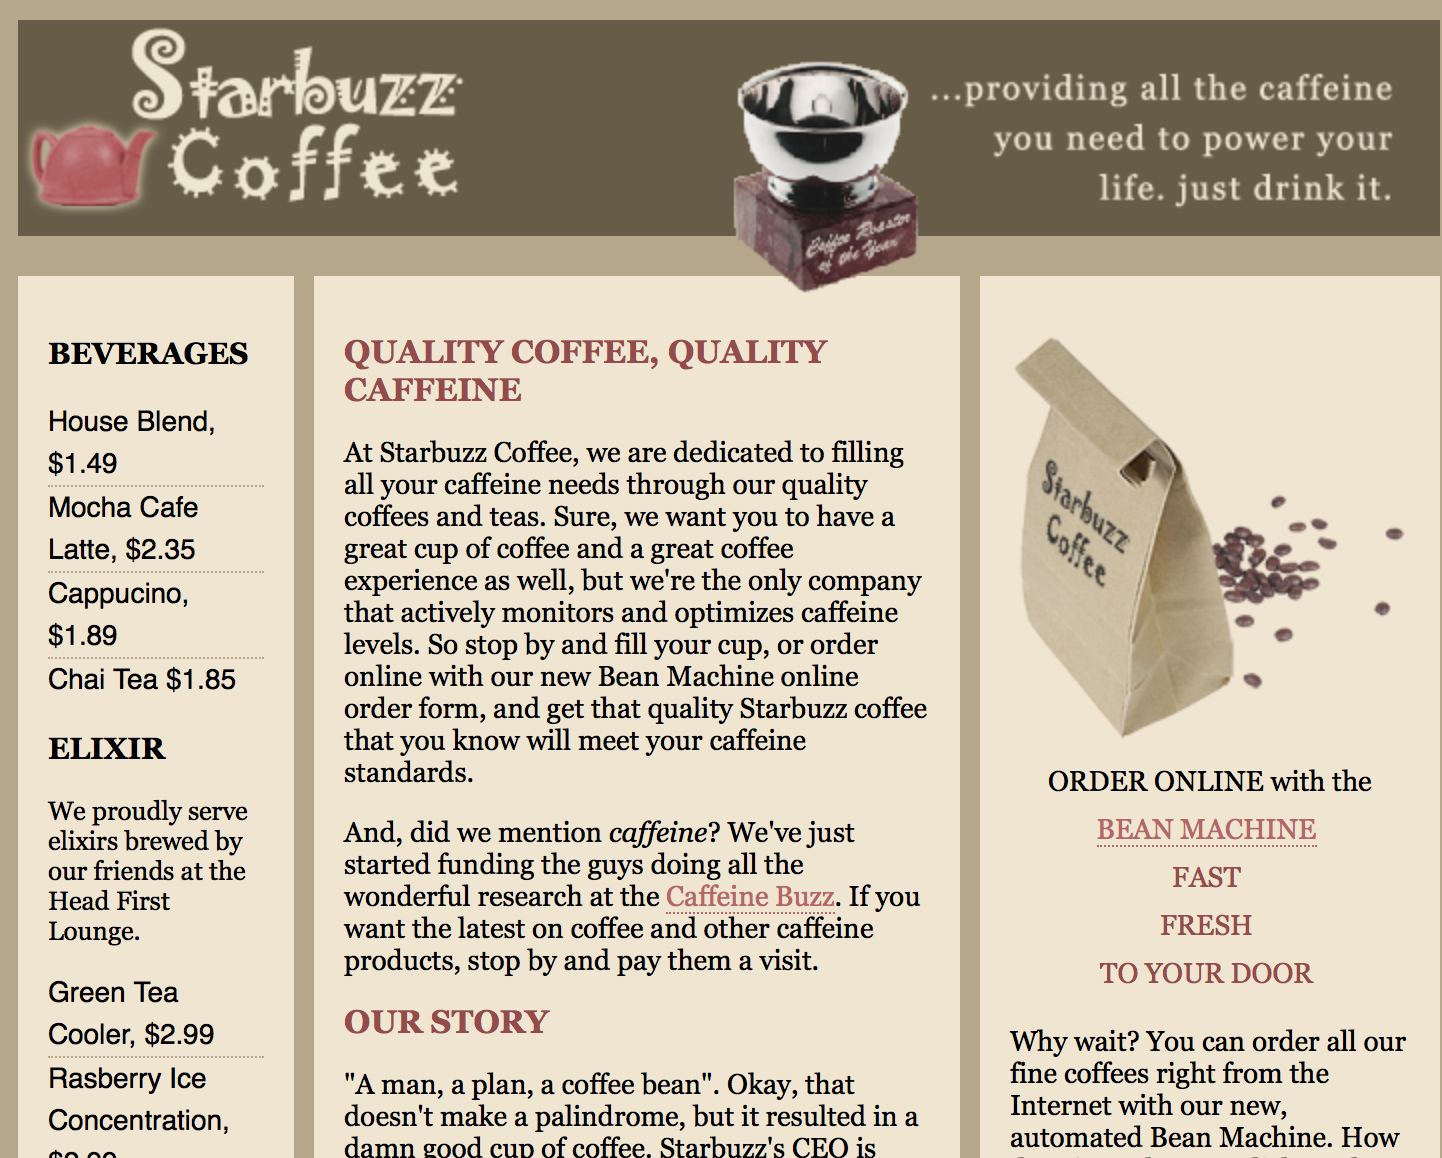 Starbuzz
Coffee
...providing all the caffeine
you need to power your
life. just drink it.
Coffee Roaster
of the Year
BEVERAGES
House Blend,
$1.49
Mocha Cafe
Latte, $2.35
Cappucino,
$1.89
Chai Tea $1.85
ELIXIR
We proudly serve
elixirs brewed by
our friends at the
Head First
Lounge.
Green Tea
Cooler, $2.99
Rasberry Ice
Concentration,
QUALITY COFFEE, QUALITY
CAFFEINE
At Starbuzz Coffee, we are dedicated to filling
all your caffeine needs through our quality
coffees and teas. Sure, we want you to have a
great cup of coffee and a great coffee
experience as well, but we're the only company
that actively monitors and optimizes caffeine
levels. So stop by and fill your cup, or order
online with our new Bean Machine online
order form, and get that quality Starbuzz coffee
that you know will meet your caffeine
standards.
And, did we mention caffeine? We've just
started funding the guys doing all the
wonderful research at the Caffeine Buzz. If you
want the latest on coffee and other caffeine
products, stop by and pay them a visit.
OUR STORY
"A man, a plan, a coffee bean". Okay, that
doesn't make a palindrome, but it resulted in a
damn good cup of coffee. Starbuzz's CEO is
Starbuzz
Coffee
ORDER ONLINE with the
BEAN MACHINE
FAST
FRESH
TO YOUR DOOR
Why wait? You can order all our
fine coffees right from the
Internet with our new,
automated Bean Machine. How